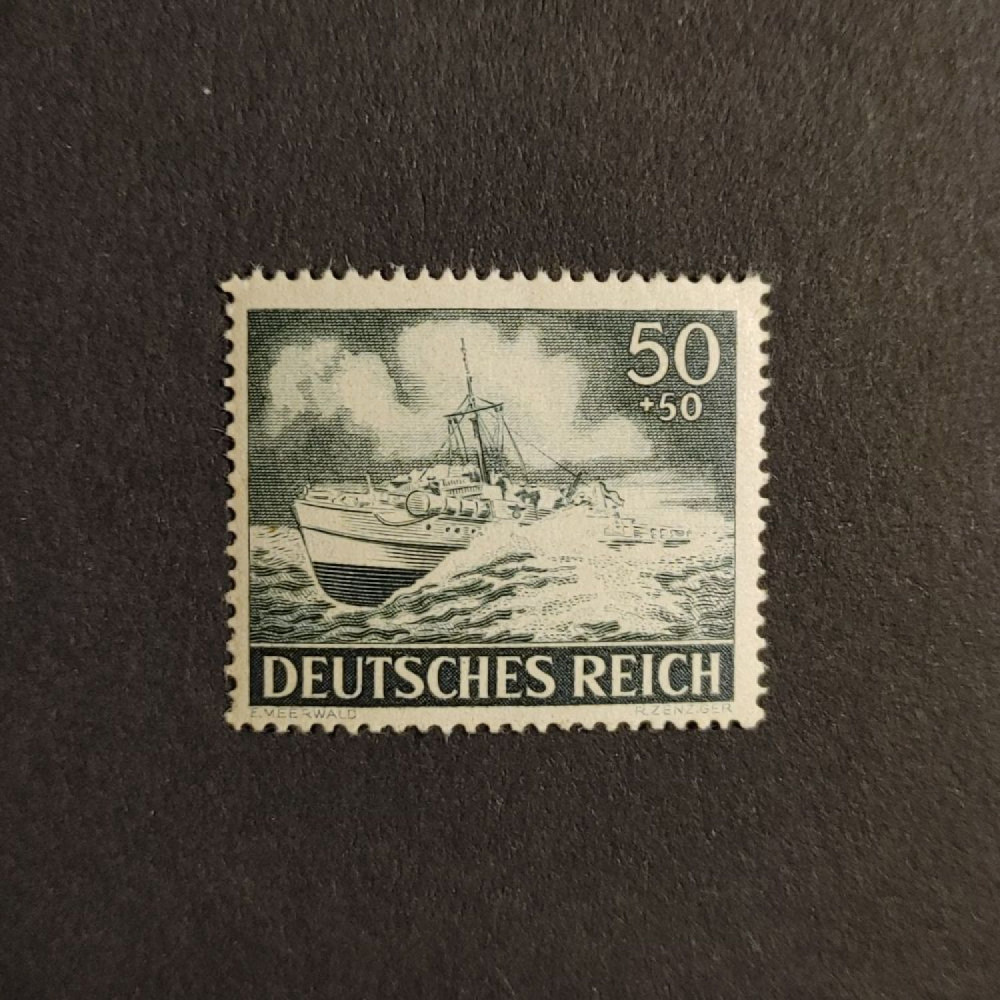 50
+50
DEUTSCHES REICH
E.MEERWALD R.ZENZIGER